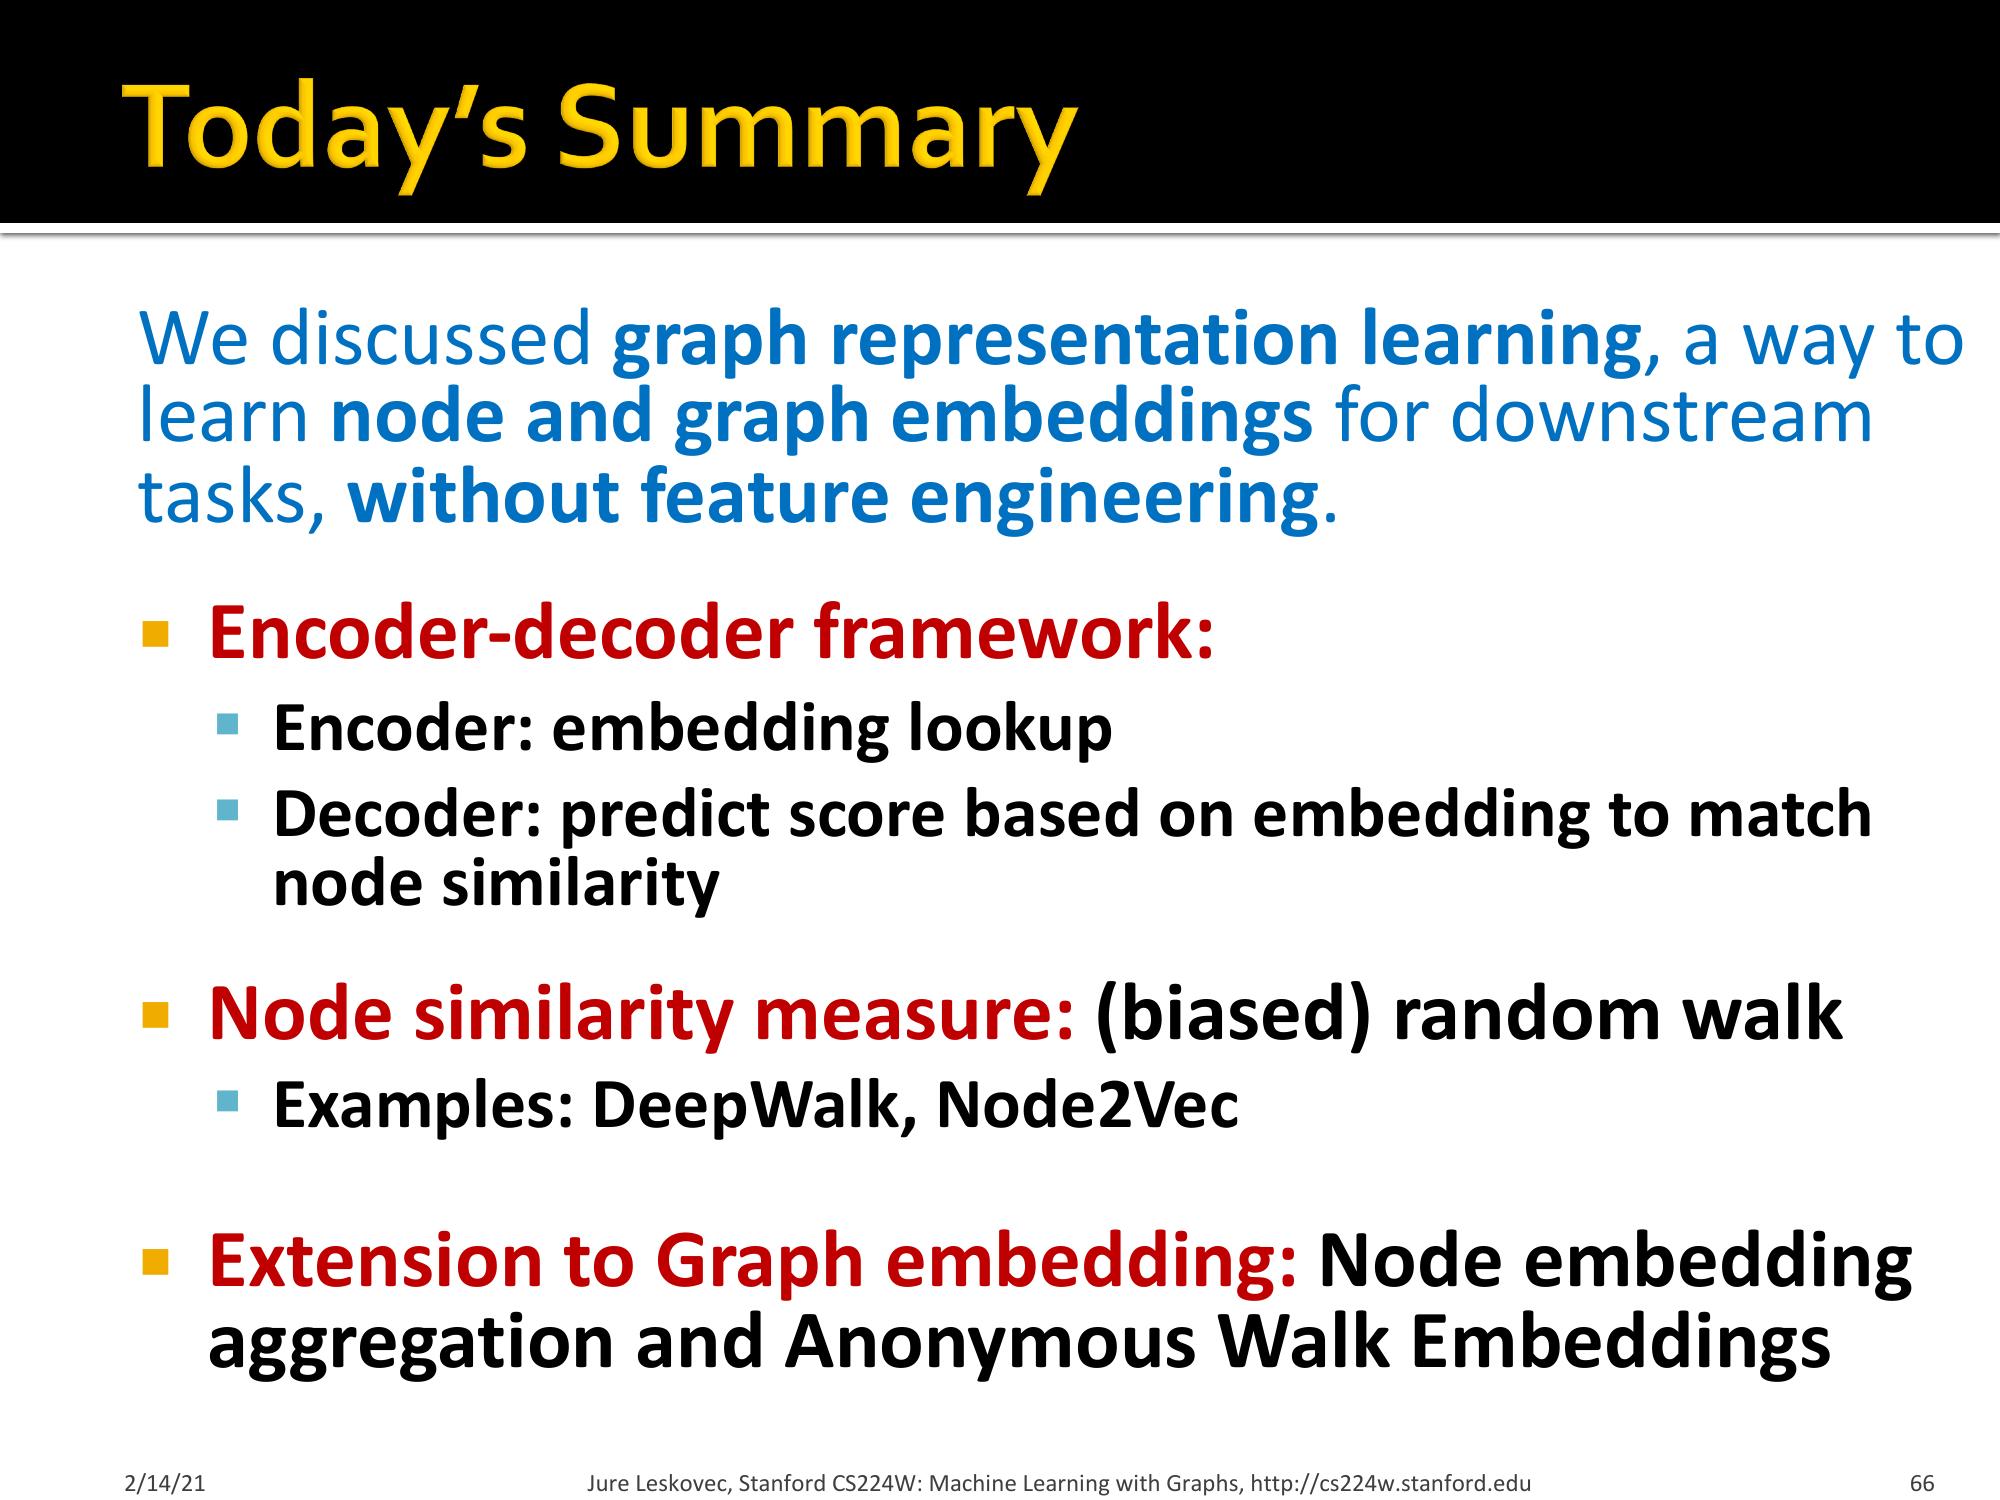 Today’s Summary
We discussed graph representation learning, a way to
learn node and graph embeddings for downstream
tasks, without feature engineering.
Encoder-decoder framework:
Encoder: embedding lookup
Decoder: predict score based on embedding to match
node similarity
Node similarity measure: (biased) random walk
Examples: DeepWalk, Node2Vec
Extension to Graph embedding: Node embedding
aggregation and Anonymous Walk Embeddings
2/14/21
Jure Leskovec, Stanford CS224W: Machine Learning with Graphs, http://cs224w.stanford.edu
66